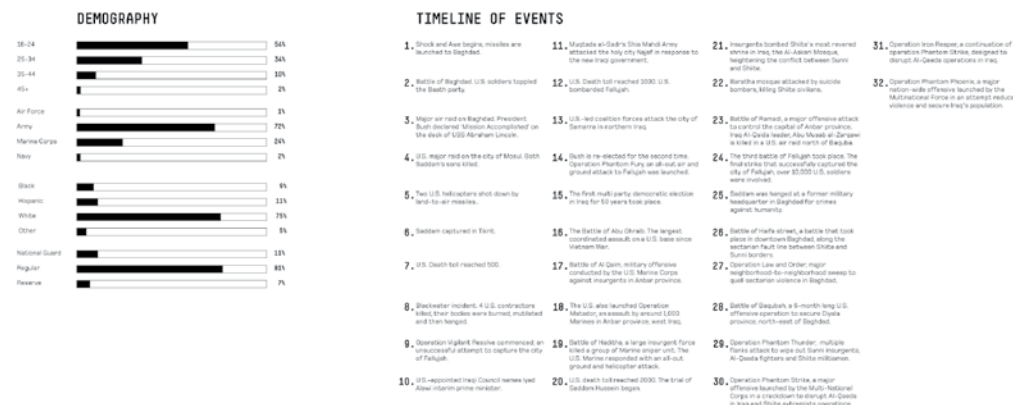 DEMOGRAPHY
18-24 54%
25-34 34%
35-44 10%
45+ 2%
Air Force 1%
Army 72%
Marine Corps 24%
Navy 2%
Black 9%
Hispanic 11%
White 75%
Other 5%
National Guard 11%
Regular 81%
Reserve 7%
TIMELINE OF EVENTS
1. Shock and Awe begins, missiles are
launched to Baghdad.
2. Battle of Baghdad. U.S. soldiers toppled
the Baath party.
3. Major air raid on Baghdad. President
Bush declared 'Mission Accomplished' on
the desk of USS Abraham Lincoln.
4. U.S. major raid on the city of Mosul. Both
Saddam's sons killed.
5. Two U.S. helicopters shot down by
land-to-air missiles.
6. Saddam captured in Tikrit.
7. U.S. Death toll reached 500.
8. Blackwater incident. 4 U.S. contractors
killed, their bodies were burned, mutilated
and then hanged.
9. Operation Vigilant Resolve commenced, an
unsuccessful attempt to capture the city
of Fallujah.
10. U.S.-appointed Iraqi Council names Iyad
Alawi interim prime minister.
11. Muqtada al-Sadr's Shia Mahdi Army
attacked the holy city Najaf in response to
the new Iraqi government.
12. U.S. Death toll reached 1000. U.S.
bombarded Fallujah.
13. U.S.-led coalition forces attack the city of
Samarra in northern Iraq.
14. Bush is re-elected for the second time.
Operation Phantom Fury, an all-out air and
ground attack to Fallujah was launched.
15. The first multi party democratic election
in Iraq for 50 years took place.
16. The Battle of Abu Ghraib. The largest
coordinated assault on a U.S. base since
Vietnam War.
17. Battle of Al Qaim, military offensive
conducted by the U.S. Marine Corps
against insurgents in Anbar province.
18. The U.S. also launched Operation
Matador, an assault by around 1,000
Marines in Anbar province, west Iraq.
19. Battle of Haditha, a large insurgent force
killed a group of Marine sniper unit. The
U.S. Marine responded with an all-out
ground and helicopter attack.
20. U.S. death toll reached 2000. The trial of
Saddam Hussein began.
21. Insurgents bombed Shiite's most revered
shrine in Iraq, the Al-Askari Mosque,
heightening the conflict between Sunni
and Shiite.
22. Baratha mosque attacked by suicide
bombers, killing Shiite civilians.
23. Battle of Ramadi, a major offensive attack
to control the capital of Anbar province.
Iraq Al-Qaida leader, Abu Musab al-Zarqawi
is killed in a U.S. air raid north of Baquba.
24. The third battle of Fallujah took place. The
final strike that successfully captured the
city of Fallujah, over 10,000 U.S. soldiers
were involved.
25. Saddam was hanged at a former military
headquarter in Baghdad for crimes
against humanity.
26. Battle of Haifa street, a battle that took
place in downtown Baghdad, along the
sectarian fault line between Shiite and
Sunni borders.
27. Operation Law and Order, major
neighborhood-to-neighborhood sweep to
quell sectarian violence in Baghdad.
28. Battle of Baqubah, a 6-month long U.S.
offensive operation to secure Diyala
province, north-east of Baghdad.
29. Operation Phantom Thunder, multiple
flanks attack to wipe out Sunni insurgents,
Al-Qaeda fighters and Shiite militiamen.
30. Operation Phantom Strike, a major
offensive launched by the Multi-National
Corps in a crackdown to disrupt Al-Qaeda
in Iraq and Shiite extremists operations
31. Operation Iron Reaper, a continuation of
operation Phantom Strike, designed to
disrupt Al-Qaeda operations in Iraq.
32. Operation Phantom Phoenix, a major
nation-wide offensive launched by the
Multinational Force in an attempt reduce
violence and secure Iraq's population.